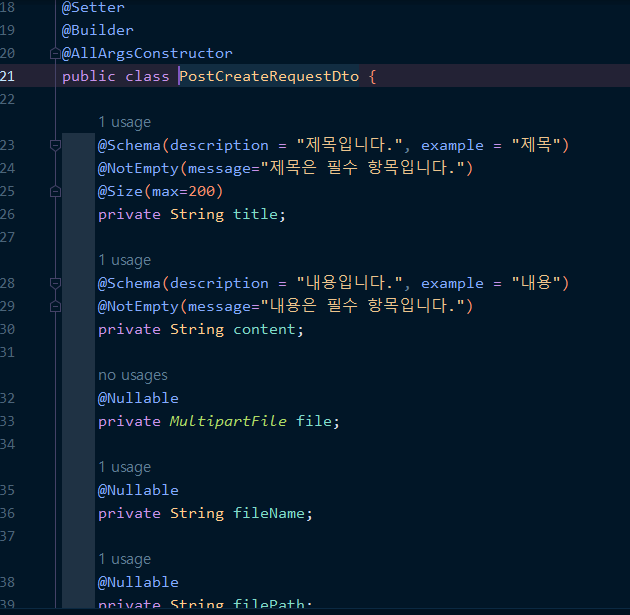 18 @Setter
19 @Builder
20 @AllArgsConstructor
21 public class PostCreateRequestDto {
22
1 usage
23 @Schema(description = "제목입니다.", example = "제목")
24 @NotEmpty(message="제목은 필수 항목입니다.")
25 @Size(max=200)
26 private String title;
27
1 usage
28 @Schema(description = "내용입니다.", example = "내용")
29 @NotEmpty(message="내용은 필수 항목입니다.")
30 private String content;
31
no usages
32 @Nullable
33 private MultipartFile file;
34
1 usage
35 @Nullable
36 private String fileName;
37
1 usage
38 @Nullable
39 private String filePath;